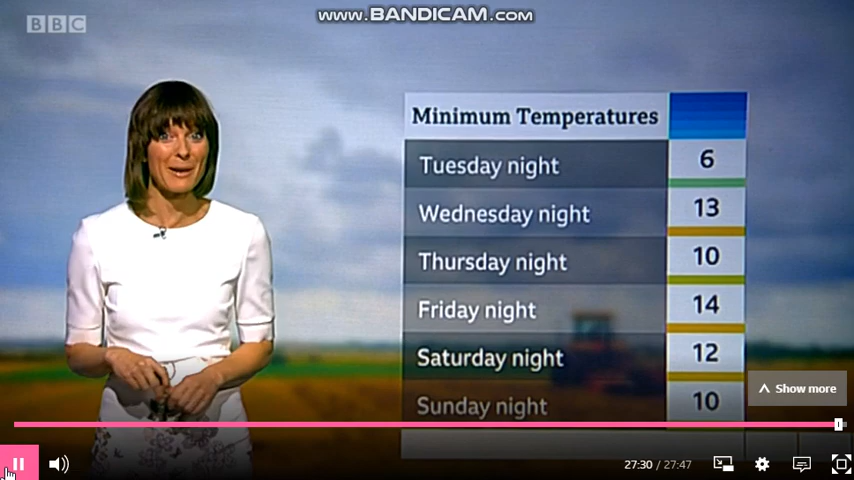 BBC
www.BANDICAM.com
Minimum Temperatures
Tuesday night 6
Wednesday night 13
Thursday night 10
Friday night 14
Saturday night 12
Sunday night 10
Show more
27:30 / 27:47